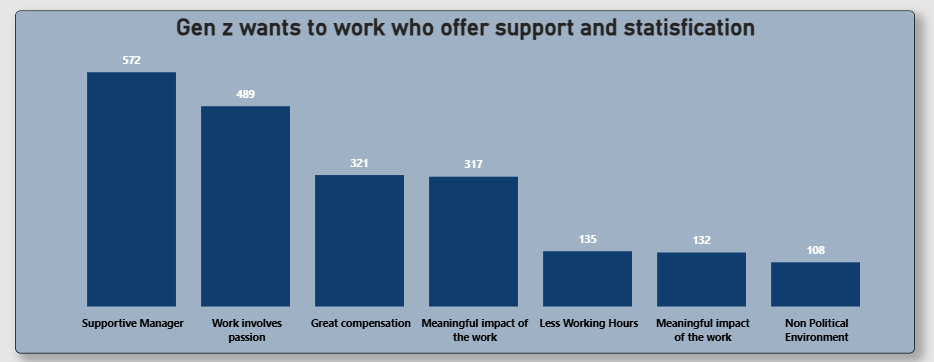 Gen z wants to work who offer support and statisfication
572
489
321
317
135
132
108
Supportive Manager
Work involves
passion
Great compensation
Meaningful impact of
the work
Less Working Hours
Meaningful impact
of the work
Non Political
Environment